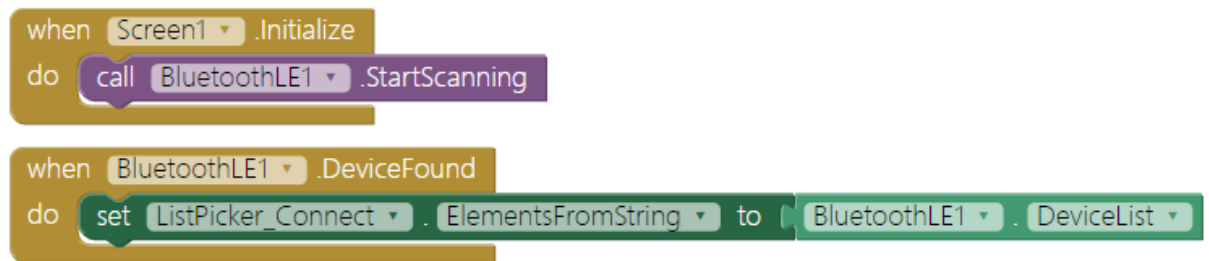 when Screen1 .Initialize
do call BluetoothLE1 .StartScanning
when BluetoothLE1 .DeviceFound
do set ListPicker_Connect . ElementsFromString to BluetoothLE1 . DeviceList